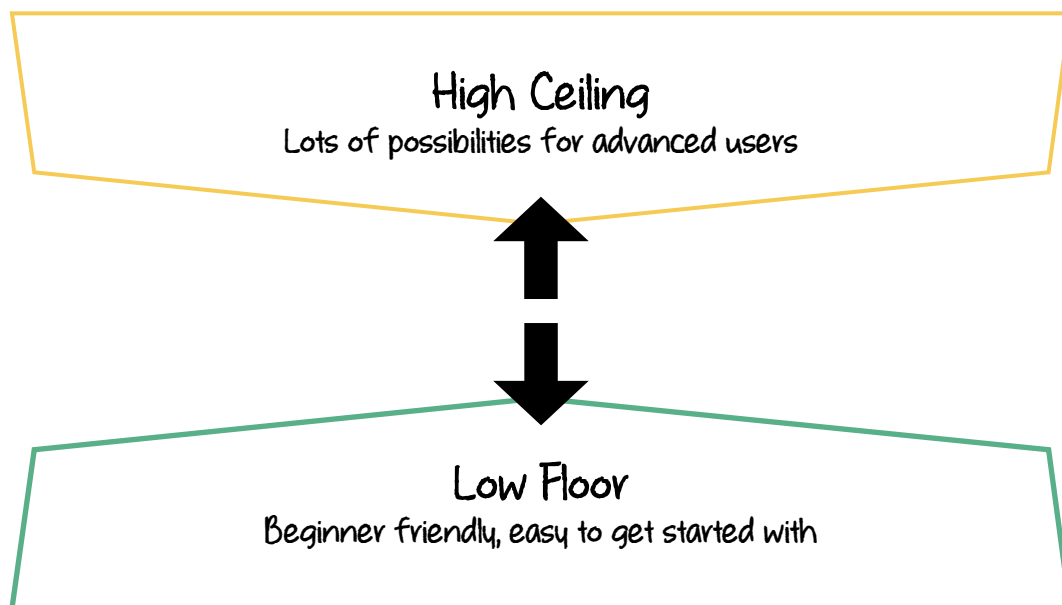 High Ceiling
Lots of possibilities for advanced users
Low Floor
Beginner friendly, easy to get started with